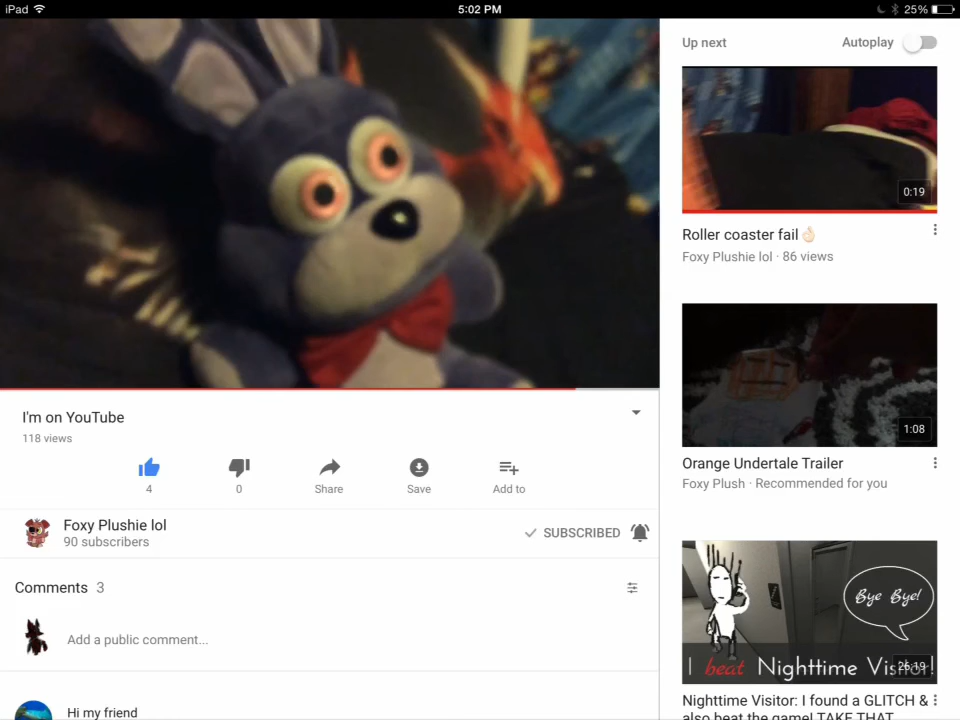 iPad 5:02 PM 25%
I'm on YouTube
118 views
4 0 Share Save Add to
Foxy Plushie lol
90 subscribers
SUBSCRIBED
Comments 3
Add a public comment...
Hi my friend
Up next Autoplay
0:19
Roller coaster fail👌🏻
Foxy Plushie lol · 86 views
1:08
Orange Undertale Trailer
Foxy Plush · Recommended for you
Bye Bye!
I beat Nighttime Visitor!
26:19
Nighttime Visitor: I found a GLITCH &
also beat the game! TAKE THAT